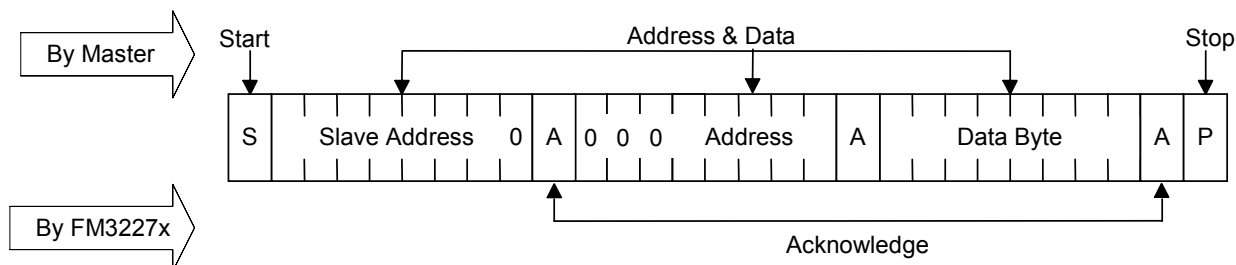 Start Address & Data Stop
By Master
S Slave Address 0 A 0 0 0 Address A Data Byte A P
By FM3227x
Acknowledge